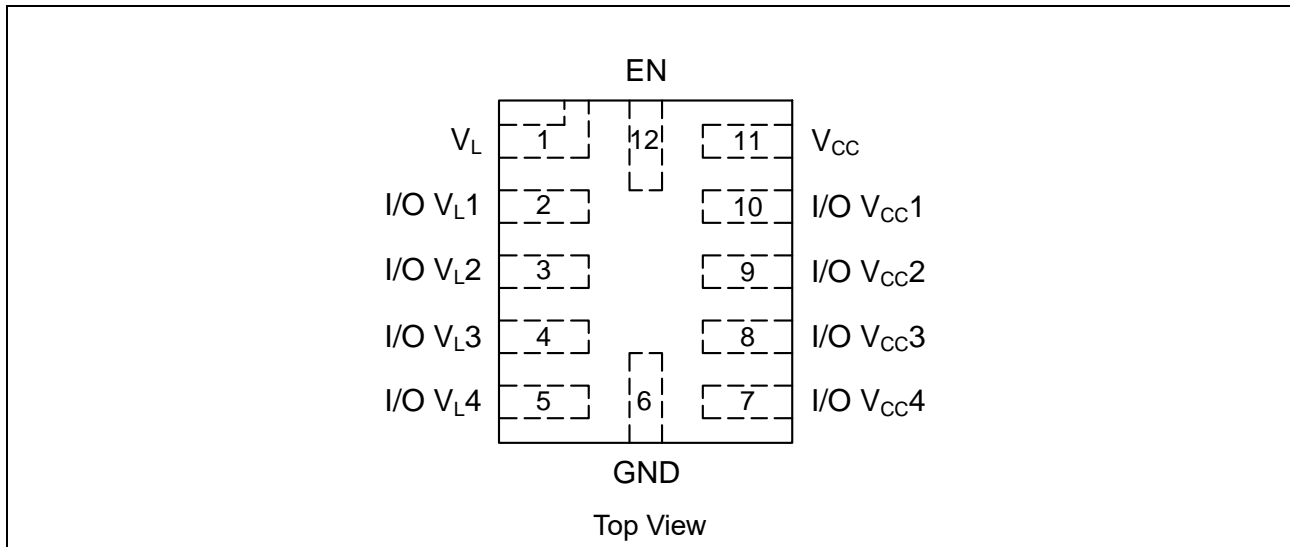 EN
V_L 1 12 11 V_CC
I/O V_L1 2 10 I/O V_CC1
I/O V_L2 3 9 I/O V_CC2
I/O V_L3 4 8 I/O V_CC3
I/O V_L4 5 6 7 I/O V_CC4
GND
Top View